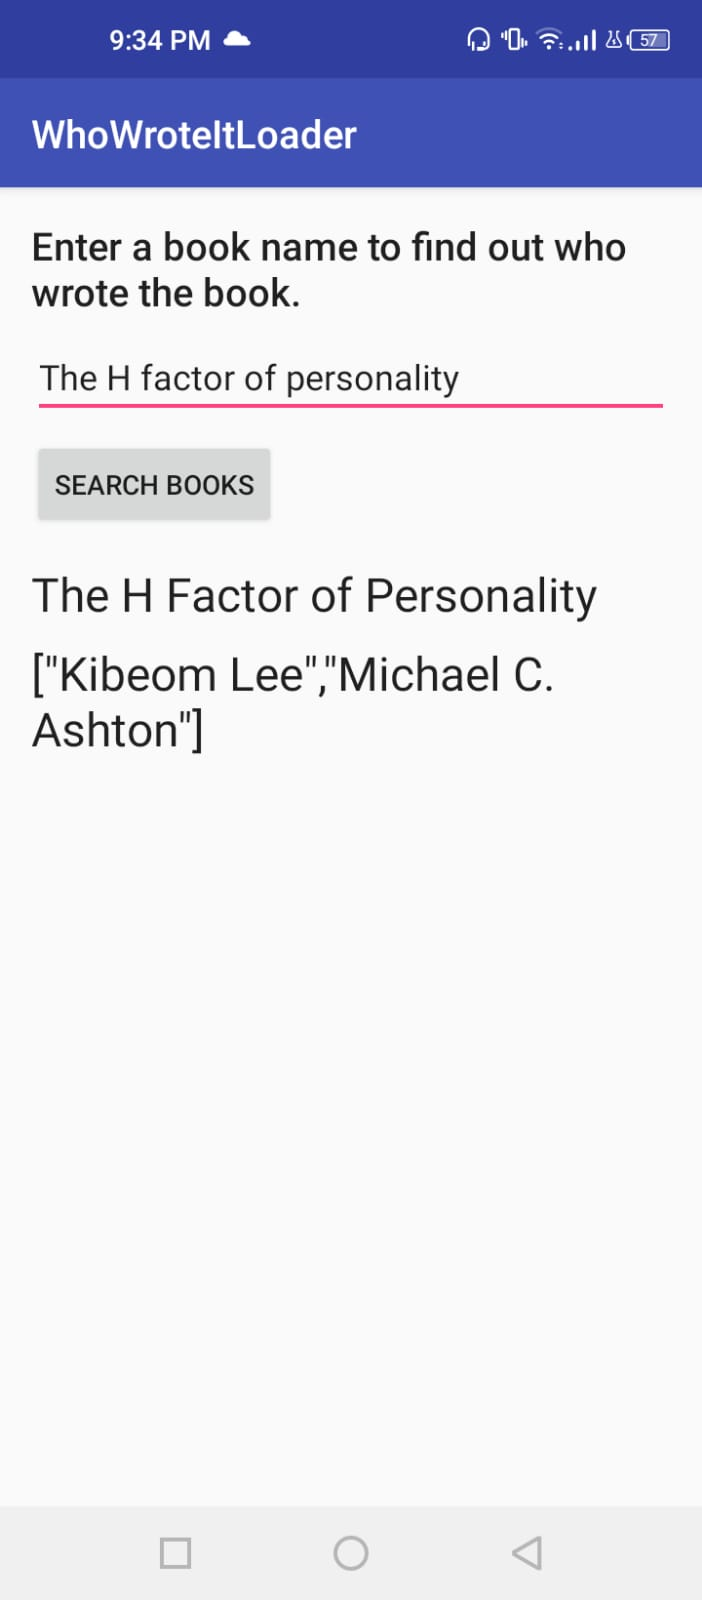 9:34 PM
57
WhoWroteItLoader
Enter a book name to find out who
wrote the book.
The H factor of personality
SEARCH BOOKS
The H Factor of Personality
["Kibeom Lee","Michael C.
Ashton"]